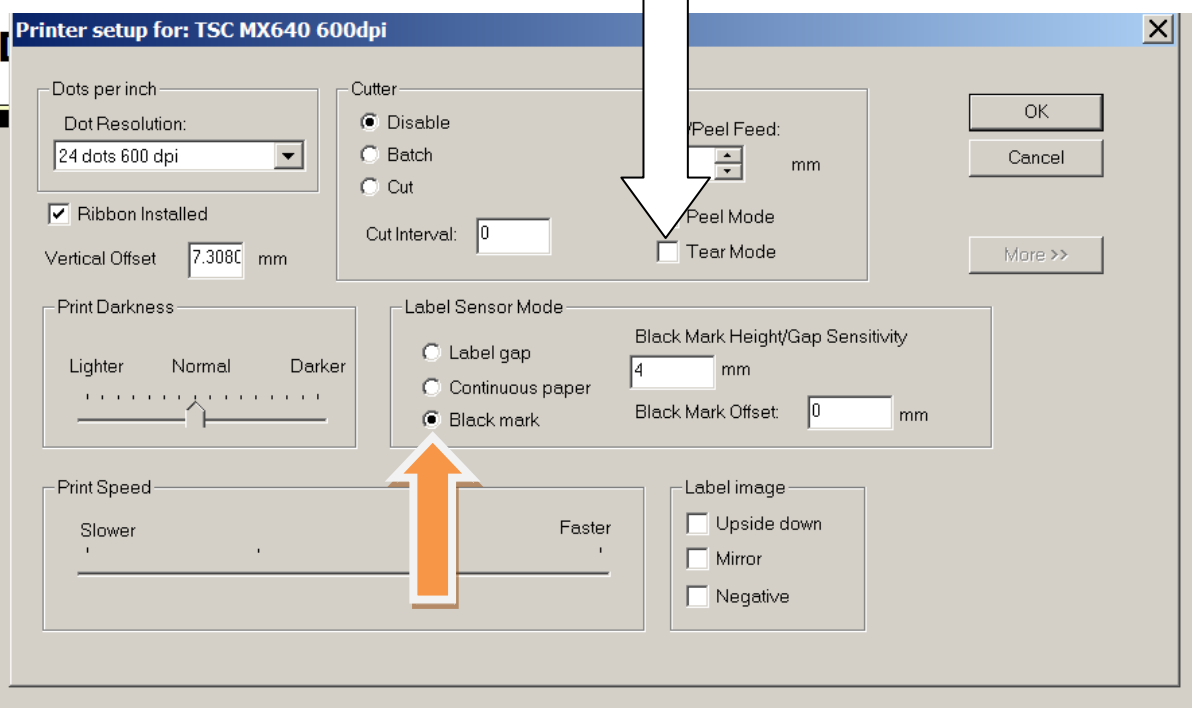 Printer setup for: TSC MX640 600dpi
Dots per inch
Dot Resolution:
24 dots 600 dpi
Ribbon Installed
Vertical Offset 7.3080 mm
Cutter
Disable
Batch
Cut
Cut Interval: 0
/Peel Feed:
mm
Peel Mode
Tear Mode
OK
Cancel
More >>
Print Darkness
Lighter Normal Darker
Label Sensor Mode
Label gap
Continuous paper
Black mark
Black Mark Height/Gap Sensitivity
4 mm
Black Mark Offset: 0 mm
Print Speed
Slower Faster
Label image
Upside down
Mirror
Negative